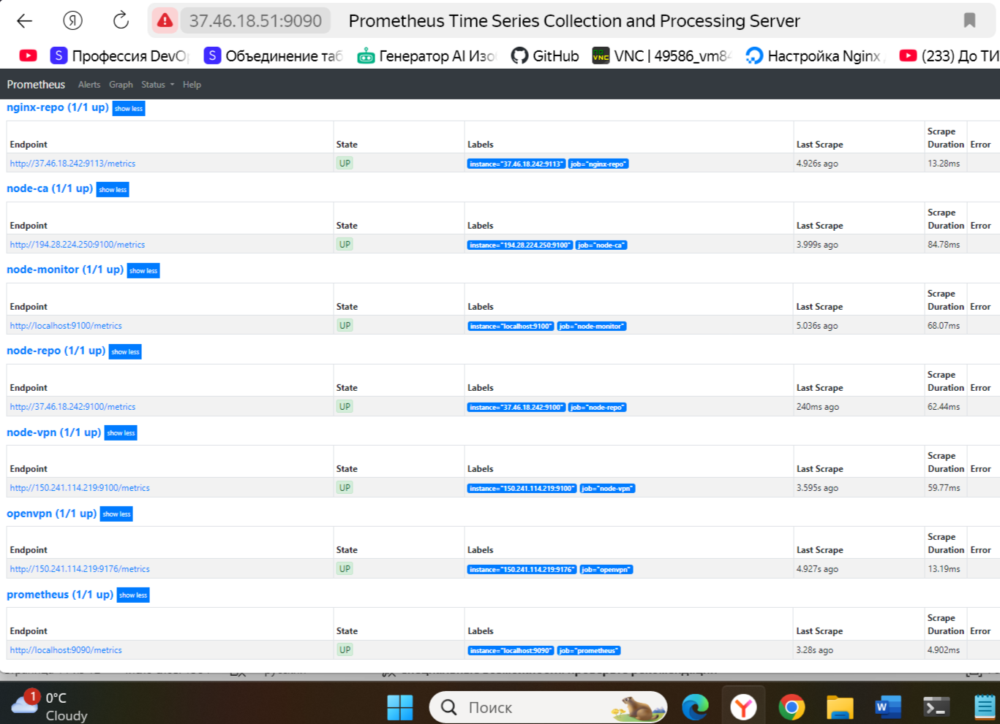 37.46.18.51:9090 Prometheus Time Series Collection and Processing Server
S Профессия DevO S Объединение таб Генератор AI Изо GitHub VNC VNC | 49586_vm84 Настройка Nginx (233) До ТИ
Prometheus Alerts Graph Status Help
nginx-repo (1/1 up) show less
Endpoint State Labels Last Scrape Scrape Duration Error
http://37.46.18.242:9113/metrics UP instance="37.46.18.242:9113" job="nginx-repo" 4.926s ago 13.28ms
node-ca (1/1 up) show less
Endpoint State Labels Last Scrape Scrape Duration Error
http://194.28.224.250:9100/metrics UP instance="194.28.224.250:9100" job="node-ca" 3.999s ago 84.78ms
node-monitor (1/1 up) show less
Endpoint State Labels Last Scrape Scrape Duration Error
http://localhost:9100/metrics UP instance="localhost:9100" job="node-monitor" 5.036s ago 68.07ms
node-repo (1/1 up) show less
Endpoint State Labels Last Scrape Scrape Duration Error
http://37.46.18.242:9100/metrics UP instance="37.46.18.242:9100" job="node-repo" 240ms ago 62.44ms
node-vpn (1/1 up) show less
Endpoint State Labels Last Scrape Scrape Duration Error
http://150.241.114.219:9100/metrics UP instance="150.241.114.219:9100" job="node-vpn" 3.595s ago 59.77ms
openvpn (1/1 up) show less
Endpoint State Labels Last Scrape Scrape Duration Error
http://150.241.114.219:9176/metrics UP instance="150.241.114.219:9176" job="openvpn" 4.927s ago 13.19ms
prometheus (1/1 up) show less
Endpoint State Labels Last Scrape Scrape Duration Error
http://localhost:9090/metrics UP instance="localhost:9090" job="prometheus" 3.28s ago 4.902ms
1 0°C
Cloudy
Поиск